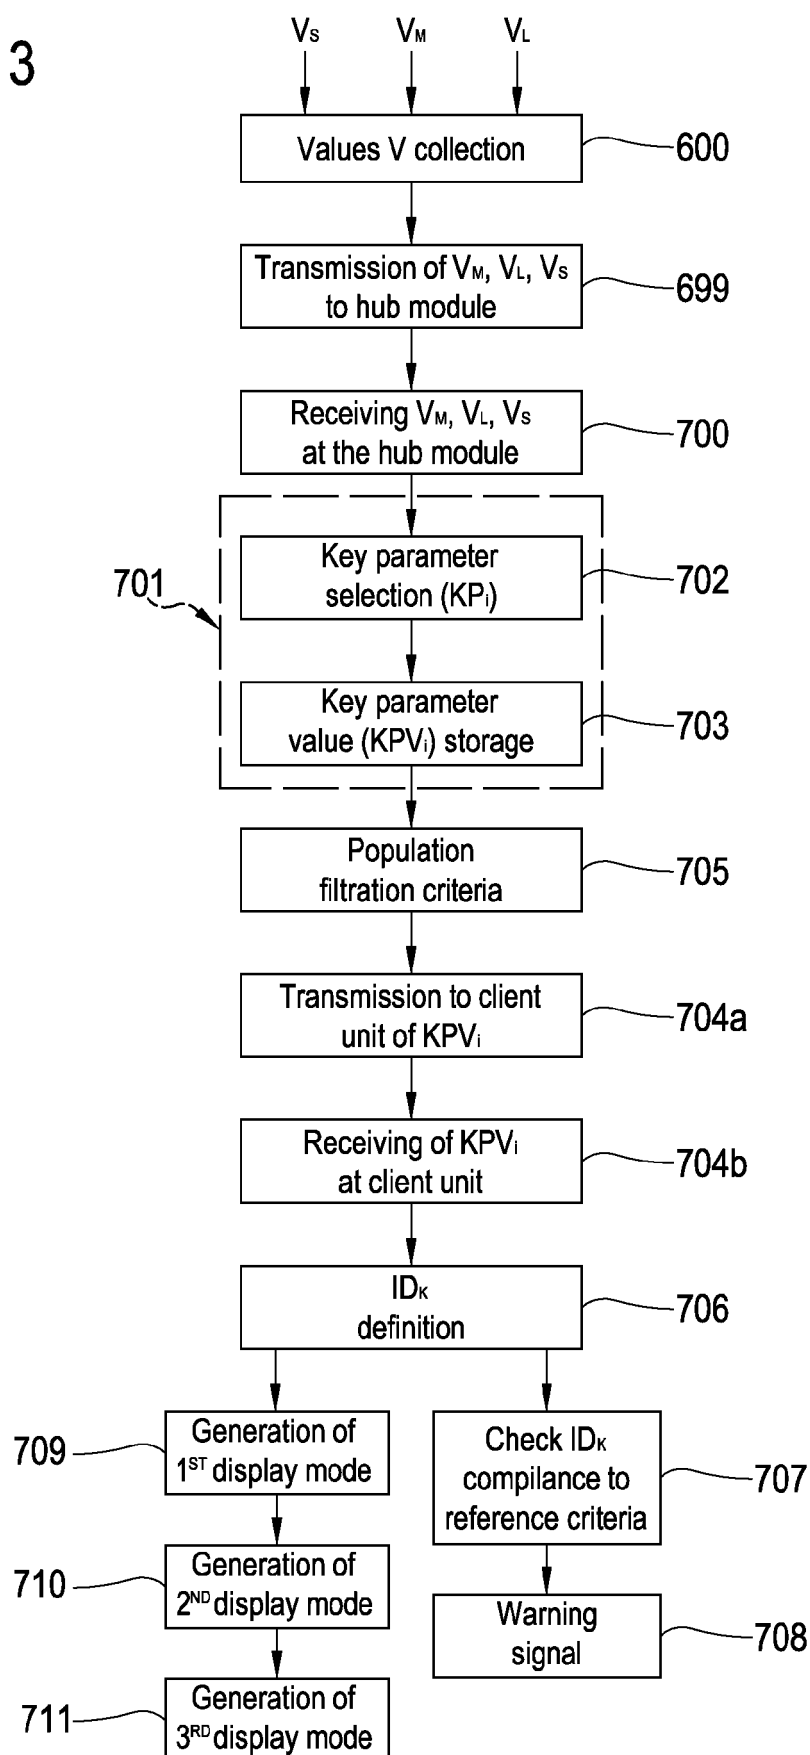 3
Vs VM VL
Values V collection
600
Transmission of VM, VL, Vs
to hub module
699
Receiving VM, VL, Vs
at the hub module
700
701
Key parameter
selection (KPi)
702
Key parameter
value (KPVi) storage
703
Population
filtration criteria
705
Transmission to client
unit of KPVi
704a
Receiving of KPVi
at client unit
704b
IDK
definition
706
709
Generation of
1ST display mode
Check IDK
compilance to
reference criteria
707
710
Generation of
2ND display mode
Warning
signal
708
711
Generation of
3RD display mode